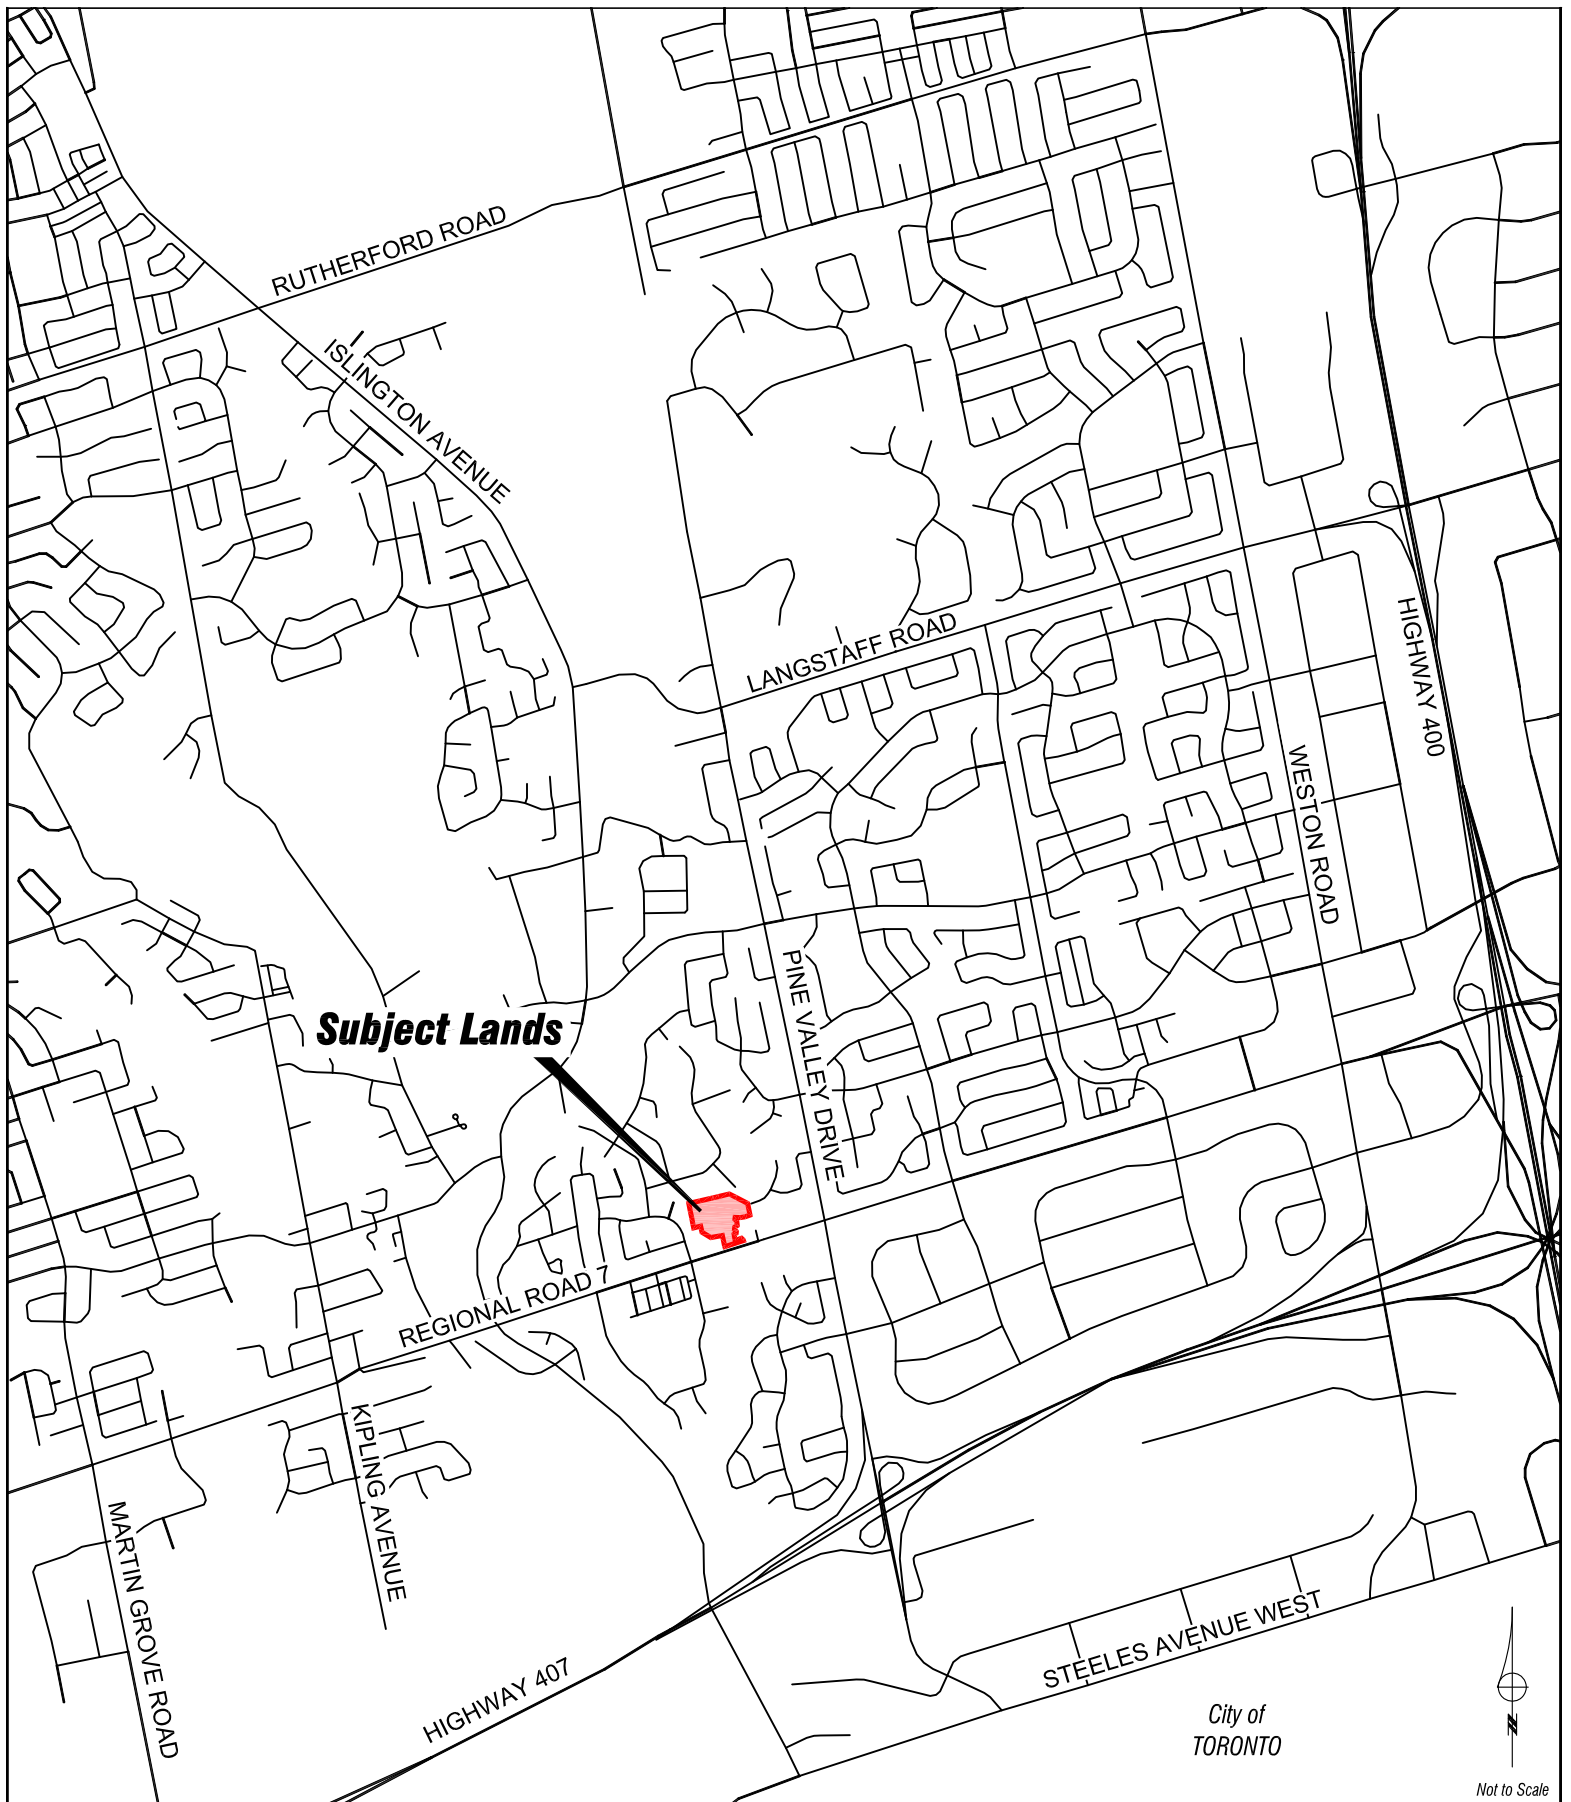 RUTHERFORD ROAD
ISLINGTON AVENUE
LANGSTAFF ROAD
HIGHWAY 400
WESTON ROAD
PINE VALLEY DRIVE
Subject Lands
REGIONAL ROAD 7
KIPLING AVENUE
MARTIN GROVE ROAD
HIGHWAY 407
STEELES AVENUE WEST
City of
TORONTO
N
Not to Scale